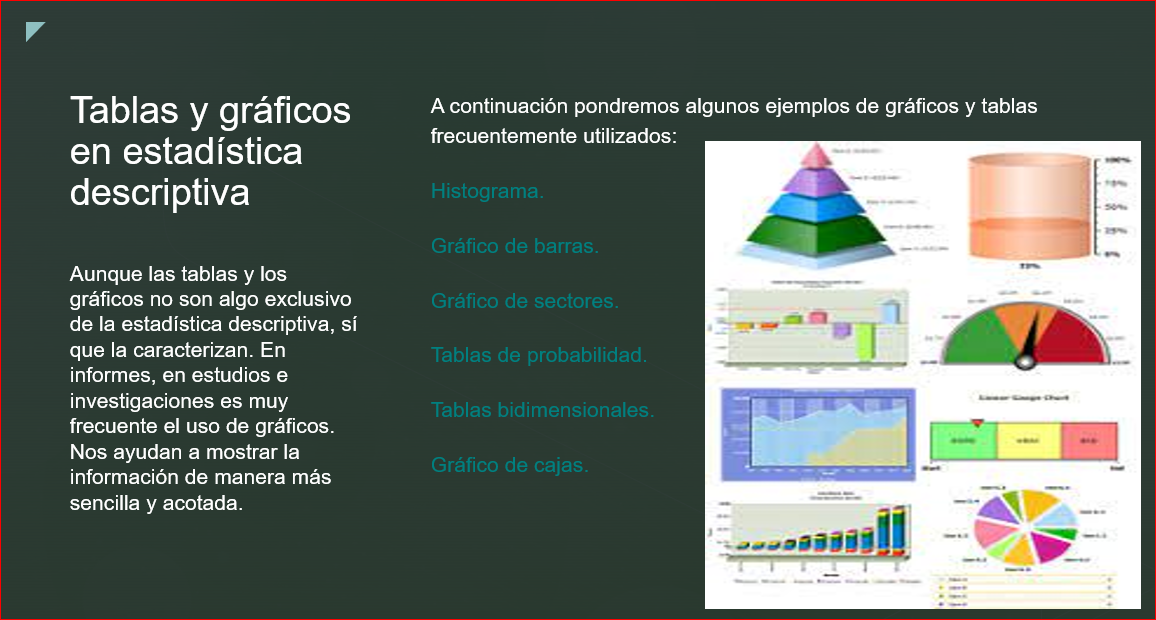 Tablas y gráficos
en estadística
descriptiva
Aunque las tablas y los
gráficos no son algo exclusivo
de la estadística descriptiva, sí
que la caracterizan. En
informes, en estudios e
investigaciones es muy
frecuente el uso de gráficos.
Nos ayudan a mostrar la
información de manera más
sencilla y acotada.
A continuación pondremos algunos ejemplos de gráficos y tablas
frecuentemente utilizados:
Histograma.
Gráfico de barras.
Gráfico de sectores.
Tablas de probabilidad.
Tablas bidimensionales.
Gráfico de cajas.
100%
75%
50%
25%
0%
Linear Gauge Chart